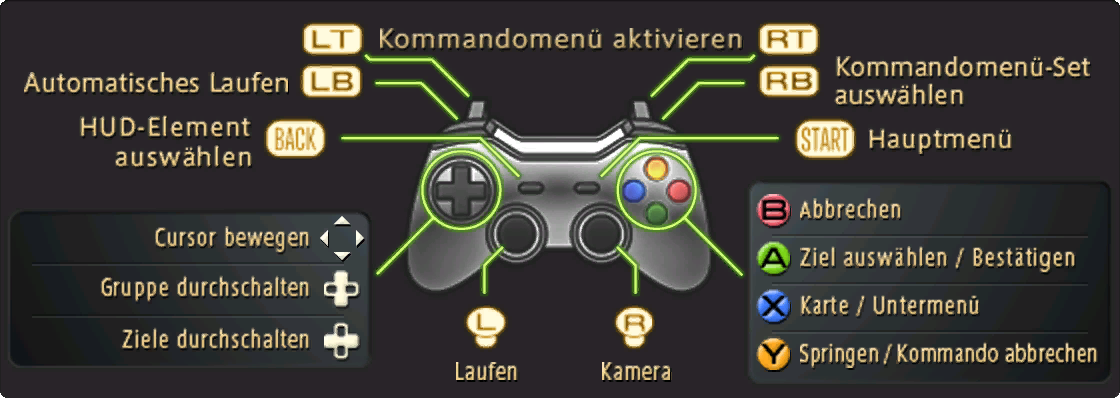 LT Kommandomenü aktivieren RT
Automatisches Laufen LB
RB Kommandomenü-Set
auswählen
HUD-Element
auswählen BACK
START Hauptmenü
Cursor bewegen
Gruppe durchschalten
Ziele durchschalten
L
Laufen
R
Kamera
B Abbrechen
A Ziel auswählen / Bestätigen
X Karte / Untermenü
Y Springen / Kommando abbrechen